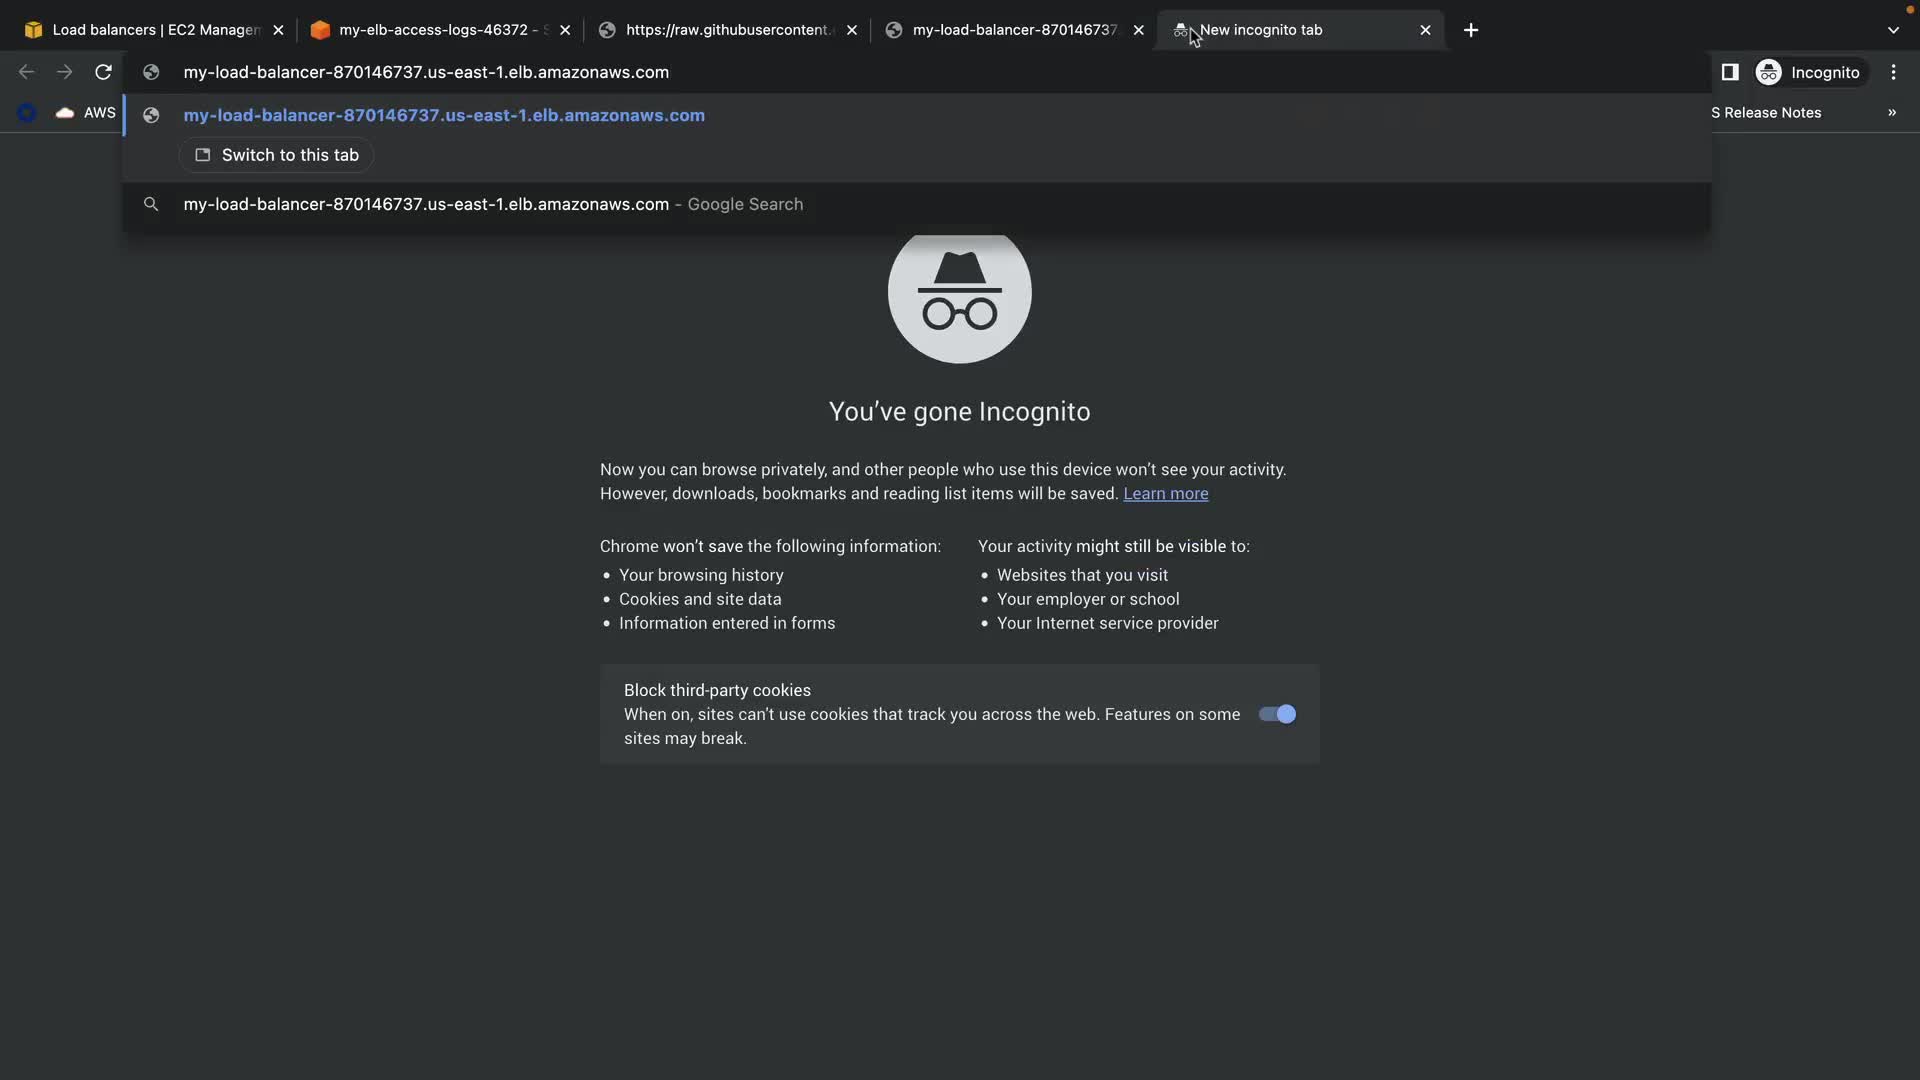 Load balancers | EC2 Managem
my-elb-access-logs-46372 - S
https://raw.githubusercontent.
my-load-balancer-870146737.
New incognito tab
my-load-balancer-870146737.us-east-1.elb.amazonaws.com
Incognito
AWS
my-load-balancer-870146737.us-east-1.elb.amazonaws.com
S Release Notes
»
Switch to this tab
my-load-balancer-870146737.us-east-1.elb.amazonaws.com - Google Search
You've gone Incognito
Now you can browse privately, and other people who use this device won't see your activity.
However, downloads, bookmarks and reading list items will be saved. Learn more
Chrome won't save the following information:
• Your browsing history
• Cookies and site data
• Information entered in forms
Your activity might still be visible to:
• Websites that you visit
• Your employer or school
• Your Internet service provider
Block third-party cookies
When on, sites can't use cookies that track you across the web. Features on some
sites may break.